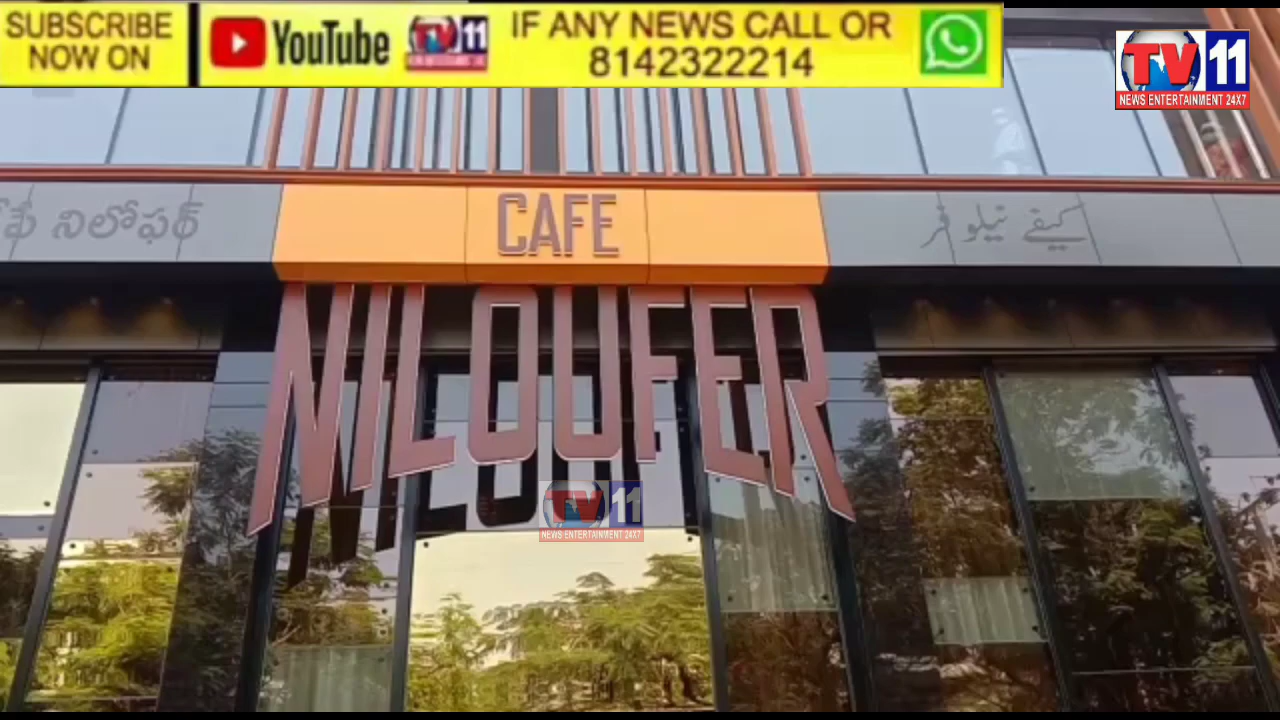 SUBSCRIBE
NOW ON
YouTube
TV11
IF ANY NEWS CALL OR
8142322214
TV11
NEWS ENTERTAINMENT 24X7
CAFE
నిలోఫర్
کیفے نیلوفر
NILOUFER
TV11
NEWS ENTERTAINMENT 24X7